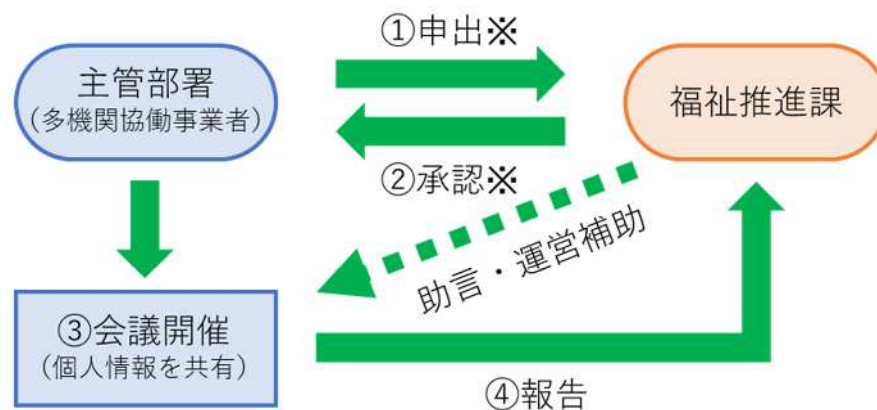 ①申出※
主管部署
（多機関協働事業者）
福祉推進課
②承認※
助言・運営補助
③会議開催
（個人情報を共有）
④報告